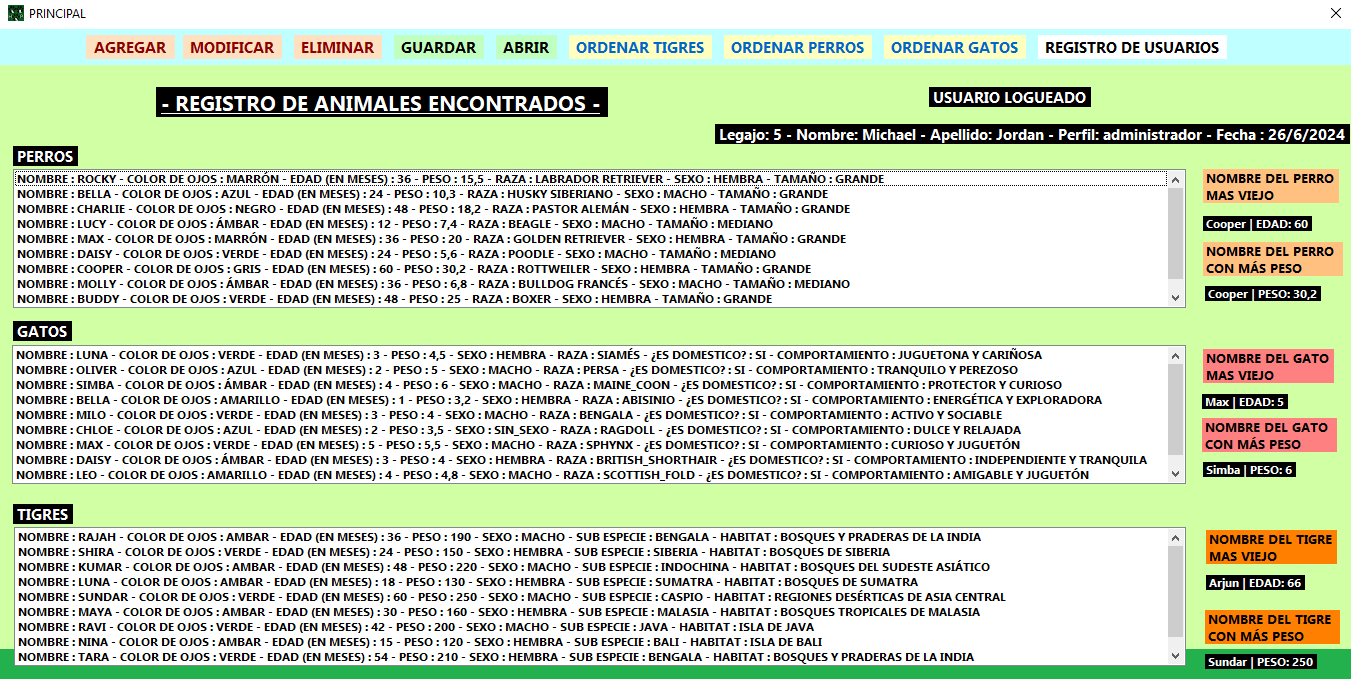 PRINCIPAL
AGREGAR MODIFICAR ELIMINAR GUARDAR ABRIR ORDENAR TIGRES ORDENAR PERROS ORDENAR GATOS REGISTRO DE USUARIOS
- REGISTRO DE ANIMALES ENCONTRADOS -
USUARIO LOGUEADO
Legajo: 5 - Nombre: Michael - Apellido: Jordan - Perfil: administrador - Fecha : 26/6/2024
PERROS
NOMBRE : ROCKY - COLOR DE OJOS : MARRÓN - EDAD (EN MESES) : 36 - PESO : 15,5 - RAZA : LABRADOR RETRIEVER - SEXO : HEMBRA - TAMAÑO : GRANDE
NOMBRE : BELLA - COLOR DE OJOS : AZUL - EDAD (EN MESES) : 24 - PESO : 10,3 - RAZA : HUSKY SIBERIANO - SEXO : MACHO - TAMAÑO : GRANDE
NOMBRE : CHARLIE - COLOR DE OJOS : NEGRO - EDAD (EN MESES) : 48 - PESO : 18,2 - RAZA : PASTOR ALEMÁN - SEXO : HEMBRA - TAMAÑO : GRANDE
NOMBRE : LUCY - COLOR DE OJOS : ÁMBAR - EDAD (EN MESES) : 12 - PESO : 7,4 - RAZA : BEAGLE - SEXO : MACHO - TAMAÑO : MEDIANO
NOMBRE : MAX - COLOR DE OJOS : MARRÓN - EDAD (EN MESES) : 36 - PESO : 20 - RAZA : GOLDEN RETRIEVER - SEXO : HEMBRA - TAMAÑO : GRANDE
NOMBRE : DAISY - COLOR DE OJOS : VERDE - EDAD (EN MESES) : 24 - PESO : 5,6 - RAZA : POODLE - SEXO : MACHO - TAMAÑO : MEDIANO
NOMBRE : COOPER - COLOR DE OJOS : GRIS - EDAD (EN MESES) : 60 - PESO : 30,2 - RAZA : ROTTWEILER - SEXO : HEMBRA - TAMAÑO : GRANDE
NOMBRE : MOLLY - COLOR DE OJOS : ÁMBAR - EDAD (EN MESES) : 36 - PESO : 6,8 - RAZA : BULLDOG FRANCÉS - SEXO : MACHO - TAMAÑO : MEDIANO
NOMBRE : BUDDY - COLOR DE OJOS : VERDE - EDAD (EN MESES) : 48 - PESO : 25 - RAZA : BOXER - SEXO : HEMBRA - TAMAÑO : GRANDE
NOMBRE DEL PERRO
MAS VIEJO
Cooper | EDAD: 60
NOMBRE DEL PERRO
CON MÁS PESO
Cooper | PESO: 30,2
GATOS
NOMBRE : LUNA - COLOR DE OJOS : VERDE - EDAD (EN MESES) : 3 - PESO : 4,5 - SEXO : HEMBRA - RAZA : SIAMÉS - ¿ES DOMESTICO? : SI - COMPORTAMIENTO : JUGUETONA Y CARIÑOSA
NOMBRE : OLIVER - COLOR DE OJOS : AZUL - EDAD (EN MESES) : 2 - PESO : 5 - SEXO : MACHO - RAZA : PERSA - ¿ES DOMESTICO? : SI - COMPORTAMIENTO : TRANQUILO Y PEREZOSO
NOMBRE : SIMBA - COLOR DE OJOS : ÁMBAR - EDAD (EN MESES) : 4 - PESO : 6 - SEXO : MACHO - RAZA : MAINE_COON - ¿ES DOMESTICO? : SI - COMPORTAMIENTO : PROTECTOR Y CURIOSO
NOMBRE : BELLA - COLOR DE OJOS : AMARILLO - EDAD (EN MESES) : 1 - PESO : 3,2 - SEXO : HEMBRA - RAZA : ABISINIO - ¿ES DOMESTICO? : SI - COMPORTAMIENTO : ENERGÉTICA Y EXPLORADORA
NOMBRE : MILO - COLOR DE OJOS : VERDE - EDAD (EN MESES) : 3 - PESO : 4 - SEXO : MACHO - RAZA : BENGALA - ¿ES DOMESTICO? : SI - COMPORTAMIENTO : ACTIVO Y SOCIABLE
NOMBRE : CHLOE - COLOR DE OJOS : AZUL - EDAD (EN MESES) : 2 - PESO : 3,5 - SEXO : SIN_SEXO - RAZA : RAGDOLL - ¿ES DOMESTICO? : SI - COMPORTAMIENTO : DULCE Y RELAJADA
NOMBRE : MAX - COLOR DE OJOS : VERDE - EDAD (EN MESES) : 5 - PESO : 5,5 - SEXO : MACHO - RAZA : SPHYNX - ¿ES DOMESTICO? : SI - COMPORTAMIENTO : CURIOSO Y JUGUETÓN
NOMBRE : DAISY - COLOR DE OJOS : ÁMBAR - EDAD (EN MESES) : 3 - PESO : 4 - SEXO : HEMBRA - RAZA : BRITISH_SHORTHAIR - ¿ES DOMESTICO? : SI - COMPORTAMIENTO : INDEPENDIENTE Y TRANQUILA
NOMBRE : LEO - COLOR DE OJOS : AMARILLO - EDAD (EN MESES) : 4 - PESO : 4,8 - SEXO : MACHO - RAZA : SCOTTISH_FOLD - ¿ES DOMESTICO? : SI - COMPORTAMIENTO : AMIGABLE Y JUGUETÓN
NOMBRE DEL GATO
MAS VIEJO
Max | EDAD: 5
NOMBRE DEL GATO
CON MÁS PESO
Simba | PESO: 6
TIGRES
NOMBRE : RAJAH - COLOR DE OJOS : AMBAR - EDAD (EN MESES) : 36 - PESO : 190 - SEXO : MACHO - SUB ESPECIE : BENGALA - HABITAT : BOSQUES Y PRADERAS DE LA INDIA
NOMBRE : SHIRA - COLOR DE OJOS : VERDE - EDAD (EN MESES) : 24 - PESO : 150 - SEXO : HEMBRA - SUB ESPECIE : SIBERIA - HABITAT : BOSQUES DE SIBERIA
NOMBRE : KUMAR - COLOR DE OJOS : AMBAR - EDAD (EN MESES) : 48 - PESO : 220 - SEXO : MACHO - SUB ESPECIE : INDOCHINA - HABITAT : BOSQUES DEL SUDESTE ASIÁTICO
NOMBRE : LUNA - COLOR DE OJOS : AMBAR - EDAD (EN MESES) : 18 - PESO : 130 - SEXO : HEMBRA - SUB ESPECIE : SUMATRA - HABITAT : BOSQUES DE SUMATRA
NOMBRE : SUNDAR - COLOR DE OJOS : VERDE - EDAD (EN MESES) : 60 - PESO : 250 - SEXO : MACHO - SUB ESPECIE : CASPIO - HABITAT : REGIONES DESÉRTICAS DE ASIA CENTRAL
NOMBRE : MAYA - COLOR DE OJOS : AMBAR - EDAD (EN MESES) : 30 - PESO : 160 - SEXO : HEMBRA - SUB ESPECIE : MALASIA - HABITAT : BOSQUES TROPICALES DE MALASIA
NOMBRE : RAVI - COLOR DE OJOS : VERDE - EDAD (EN MESES) : 42 - PESO : 200 - SEXO : MACHO - SUB ESPECIE : JAVA - HABITAT : ISLA DE JAVA
NOMBRE : NINA - COLOR DE OJOS : AMBAR - EDAD (EN MESES) : 15 - PESO : 120 - SEXO : HEMBRA - SUB ESPECIE : BALI - HABITAT : ISLA DE BALI
NOMBRE : TARA - COLOR DE OJOS : VERDE - EDAD (EN MESES) : 54 - PESO : 210 - SEXO : HEMBRA - SUB ESPECIE : BENGALA - HABITAT : BOSQUES Y PRADERAS DE LA INDIA
NOMBRE DEL TIGRE
MAS VIEJO
Arjun | EDAD: 66
NOMBRE DEL TIGRE
CON MÁS PESO
Sundar | PESO: 250